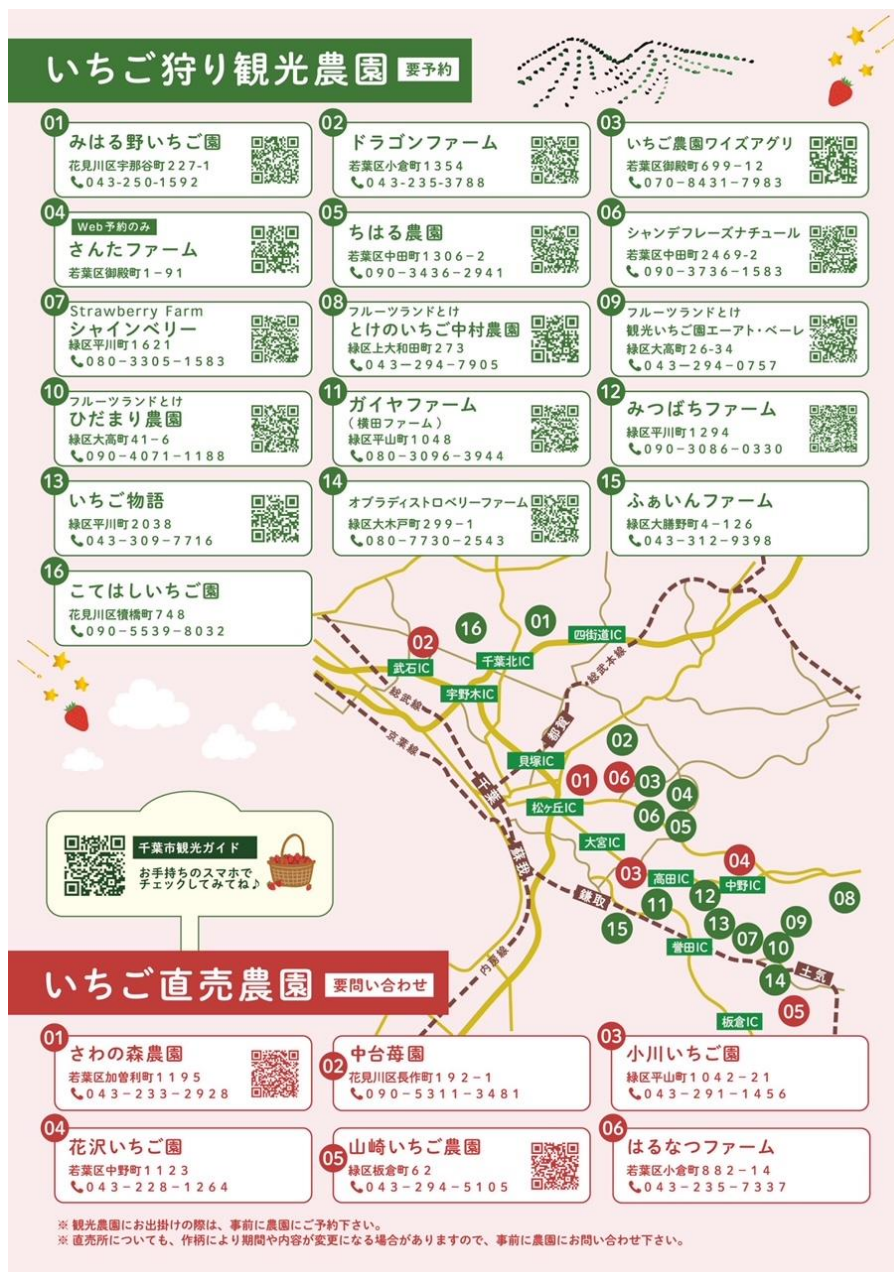 いちご狩り観光農園 要予約
01
みはる野いちご園
花見川区宇那谷町227-1
043-250-1592
02
ドラゴンファーム
若葉区小倉町1354
043-235-3788
03
いちご農園ワイズアグリ
若葉区御殿町699-12
070-8431-7983
04
Web予約のみ
さんたファーム
若葉区御殿町1-91
05
ちはる農園
若葉区中田町1306-2
090-3436-2941
06
シャンデフレーズナチュール
若葉区中田町2469-2
090-3736-1583
07
Strawberry Farm
シャインベリー
緑区平川町1621
080-3305-1583
08
フルーツランドとけ
とけのいちご中村農園
緑区上大和田町273
043-294-7905
09
フルーツランドとけ
観光いちご園エーアト・ベーレ
緑区大高町26-34
043-294-0757
10
フルーツランドとけ
ひだまり農園
緑区大高町41-6
090-4071-1188
11
ガイヤファーム
(横田ファーム)
緑区平山町1048
080-3096-3944
12
みつばちファーム
緑区平川町1294
090-3086-0330
13
いちご物語
緑区平川町2038
043-309-7716
14
オブラディストロベリーファーム
緑区大木戸町299-1
080-7730-2543
15
ふぁいんファーム
緑区大膳野町4-126
043-312-9398
16
こてはしいちご園
花見川区犢橋町748
090-5539-8032
01
16
02
四街道IC
千葉北IC
武石IC
総武本線
宇野木IC
総武線
京葉線
都賀
02
貝塚IC
01
06
03
04
千葉
松ヶ丘IC
06
05
大宮IC
蘇我
04
03
高田IC
中野IC
鎌取
12
08
11
13
09
15
07
10
誉田IC
内房線
土気
14
05
板倉IC
千葉市観光ガイド
お手持ちのスマホで
チェックしてみてね♪
いちご直売農園 要問い合わせ
01
さわの森農園
若葉区加曽利町1195
043-233-2928
02
中台苺園
花見川区長作町192-1
090-5311-3481
03
小川いちご園
緑区平山町1042-21
043-291-1456
04
花沢いちご園
若葉区中野町1123
043-228-1264
05
山崎いちご農園
緑区板倉町62
043-294-5105
06
はるなつファーム
若葉区小倉町882-14
043-235-7337
※ 観光農園にお出掛けの際は、事前に農園にご予約下さい。
※ 直売所についても、作柄により期間や内容が変更になる場合がありますので、事前に農園にお問い合わせ下さい。